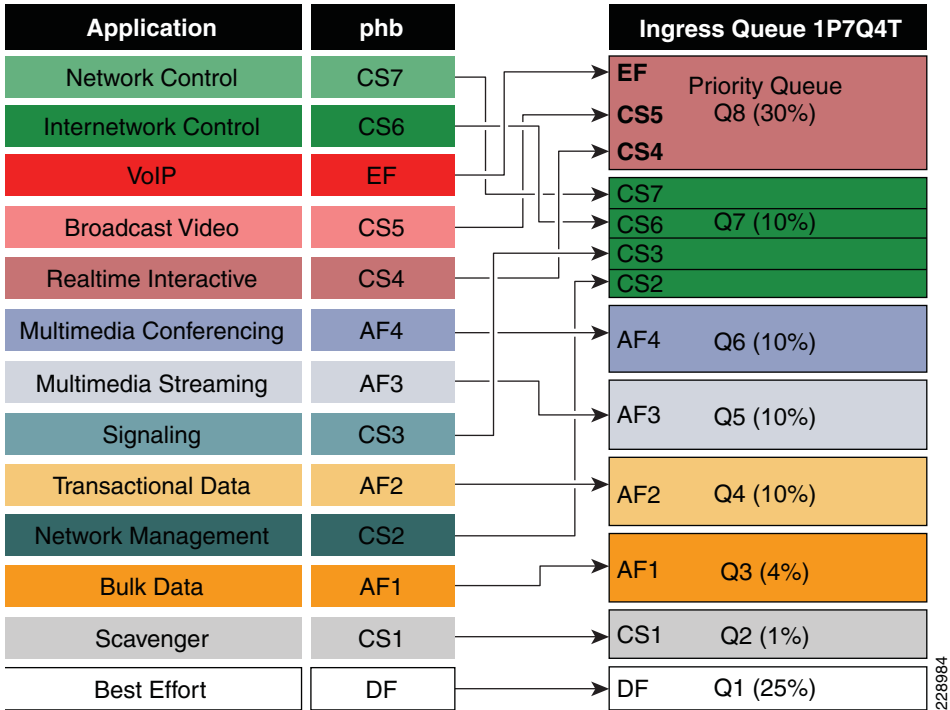 Application phb Ingress Queue 1P7Q4T
Network Control CS7
Internetwork Control CS6
VoIP EF
Broadcast Video CS5
Realtime Interactive CS4
Multimedia Conferencing AF4
Multimedia Streaming AF3
Signaling CS3
Transactional Data AF2
Network Management CS2
Bulk Data AF1
Scavenger CS1
Best Effort DF
EF
Priority Queue
CS5 Q8 (30%)
CS4
CS7
CS6 Q7 (10%)
CS3
CS2
AF4 Q6 (10%)
AF3 Q5 (10%)
AF2 Q4 (10%)
AF1 Q3 (4%)
CS1 Q2 (1%)
DF Q1 (25%)
228984